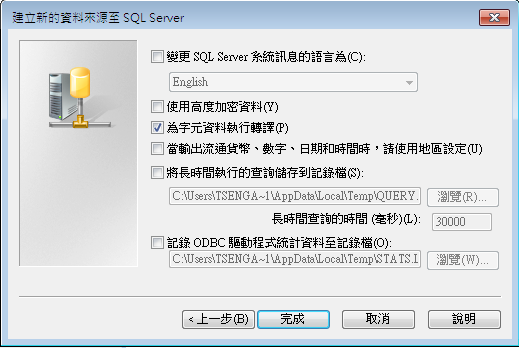 建立新的資料來源至 SQL Server
變更 SQL Server 系統訊息的語言為(C):
English
使用高度加密資料(Y)
為字元資料執行轉譯(P)
當輸出流通貨幣、數字、日期和時間時，請使用地區設定(U)
將長時間執行的查詢儲存到記錄檔(S):
C:\Users\TSENGA~1\AppData\Local\Temp\QUERY. 瀏覽(R)...
長時間查詢的時間 (毫秒)(L): 30000
記錄 ODBC 驅動程式統計資料至記錄檔(O):
C:\Users\TSENGA~1\AppData\Local\Temp\STATS.L 瀏覽(W)...
< 上一步(B) 完成 取消 說明